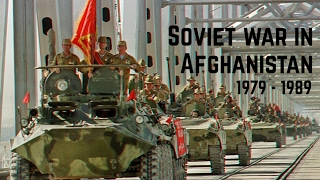 Soviet war in
Afghanistan
1979 - 1989